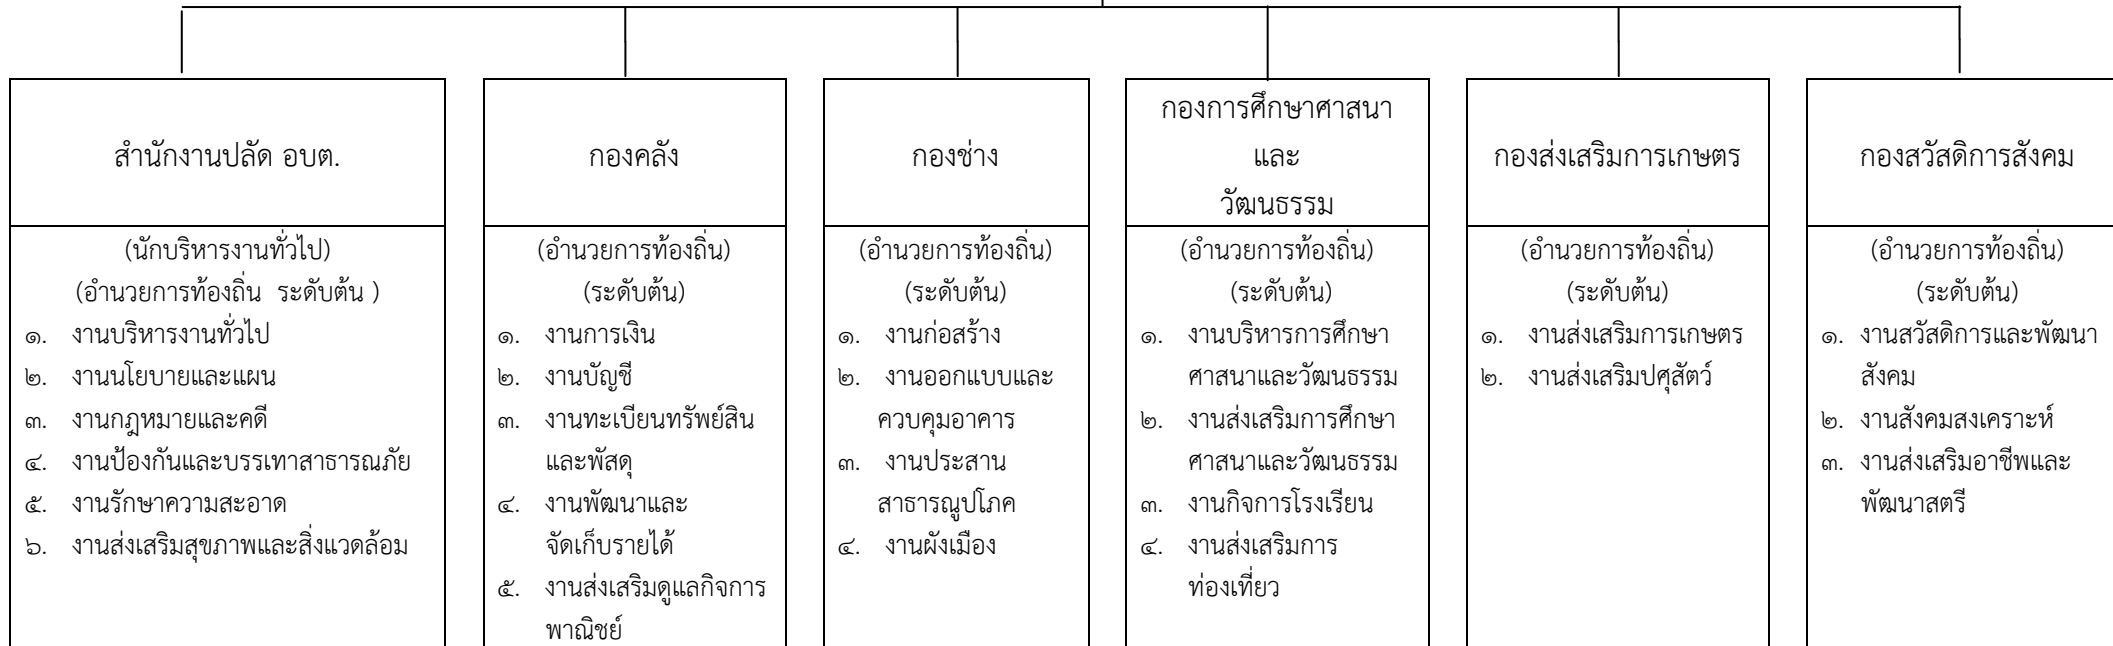 สำนักงานปลัด อบต.
(นักบริหารงานทั่วไป)
(อำนวยการท้องถิ่น ระดับต้น )
๑. งานบริหารงานทั่วไป
๒. งานนโยบายและแผน
๓. งานกฎหมายและคดี
๔. งานป้องกันและบรรเทาสาธารณภัย
๕. งานรักษาความสะอาด
๖. งานส่งเสริมสุขภาพและสิ่งแวดล้อม
กองคลัง
(อำนวยการท้องถิ่น)
(ระดับต้น)
๑. งานการเงิน
๒. งานบัญชี
๓. งานทะเบียนทรัพย์สิน
และพัสดุ
๔. งานพัฒนาและ
จัดเก็บรายได้
๕. งานส่งเสริมดูแลกิจการ
พาณิชย์
กองช่าง
(อำนวยการท้องถิ่น)
(ระดับต้น)
๑. งานก่อสร้าง
๒. งานออกแบบและ
ควบคุมอาคาร
๓. งานประสาน
สาธารณูปโภค
๔. งานผังเมือง
กองการศึกษาศาสนา
และ
วัฒนธรรม
(อำนวยการท้องถิ่น)
(ระดับต้น)
๑. งานบริหารการศึกษา
ศาสนาและวัฒนธรรม
๒. งานส่งเสริมการศึกษา
ศาสนาและวัฒนธรรม
๓. งานกิจการโรงเรียน
๔. งานส่งเสริมการ
ท่องเที่ยว
กองส่งเสริมการเกษตร
(อำนวยการท้องถิ่น)
(ระดับต้น)
๑. งานส่งเสริมการเกษตร
๒. งานส่งเสริมปศุสัตว์
กองสวัสดิการสังคม
(อำนวยการท้องถิ่น)
(ระดับต้น)
๑. งานสวัสดิการและพัฒนา
สังคม
๒. งานสังคมสงเคราะห์
๓. งานส่งเสริมอาชีพและ
พัฒนาสตรี